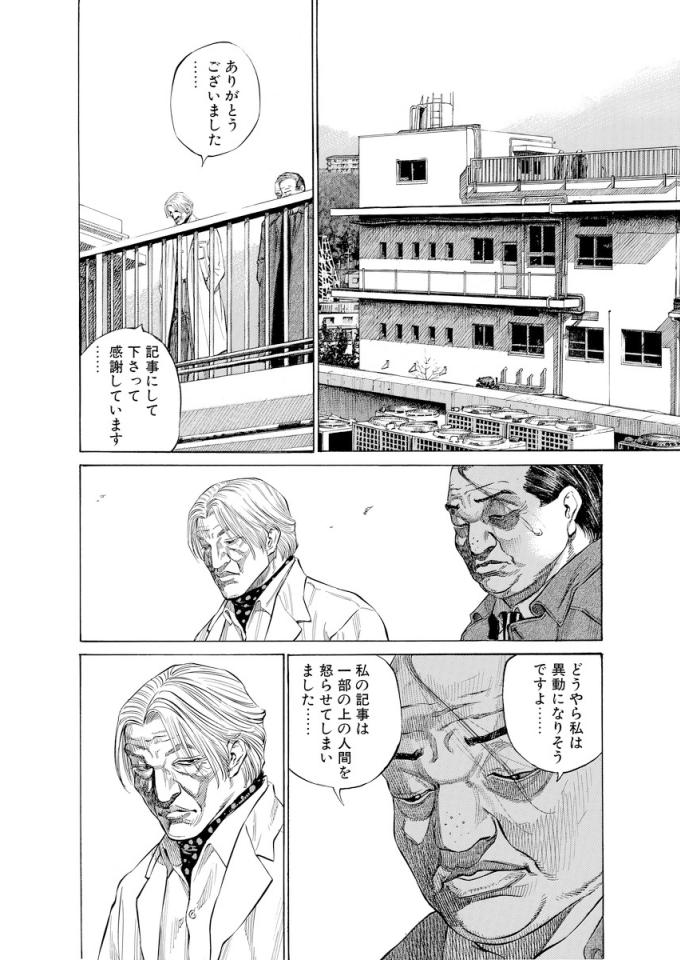 ありがとう
ございました
……
記事にして
下さって
感謝しています
……
どうやら私は
異動になりそう
ですよ……
私の記事は
一部の上の人間を
怒らせてしまい
ました……